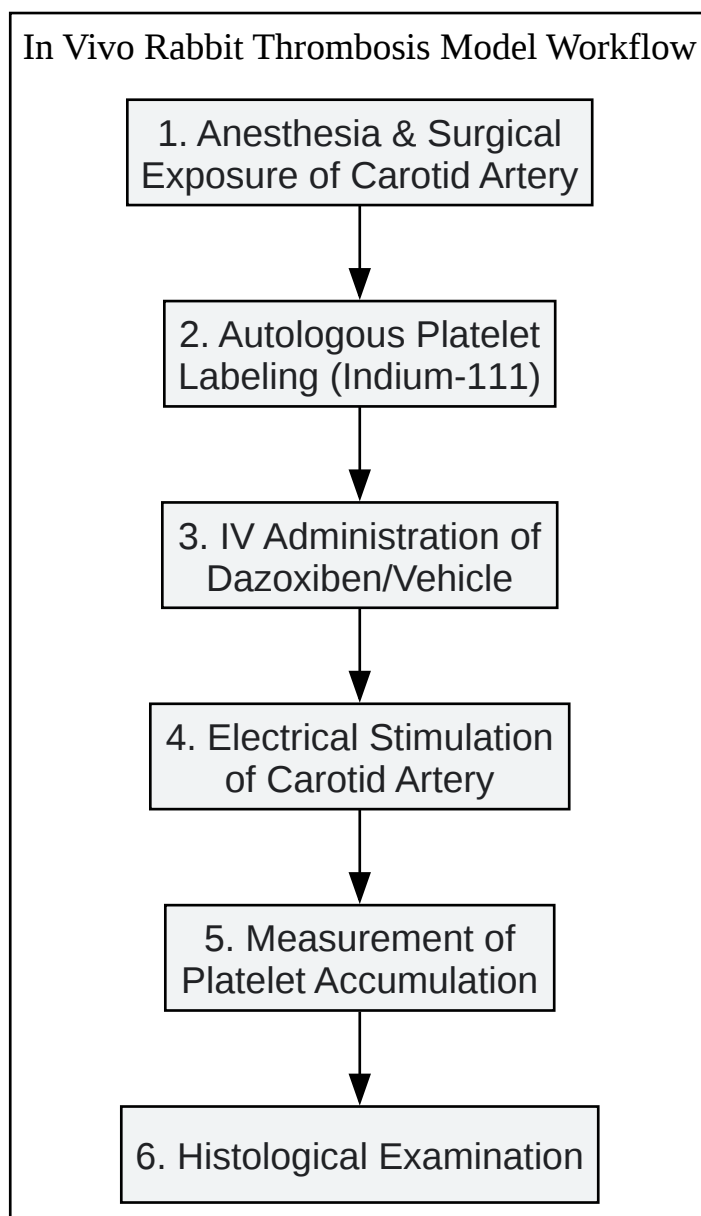 In Vivo Rabbit Thrombosis Model Workflow
1. Anesthesia & Surgical
Exposure of Carotid Artery
2. Autologous Platelet
Labeling (Indium-111)
3. IV Administration of
Dazoxiben/Vehicle
4. Electrical Stimulation
of Carotid Artery
5. Measurement of
Platelet Accumulation
6. Histological Examination